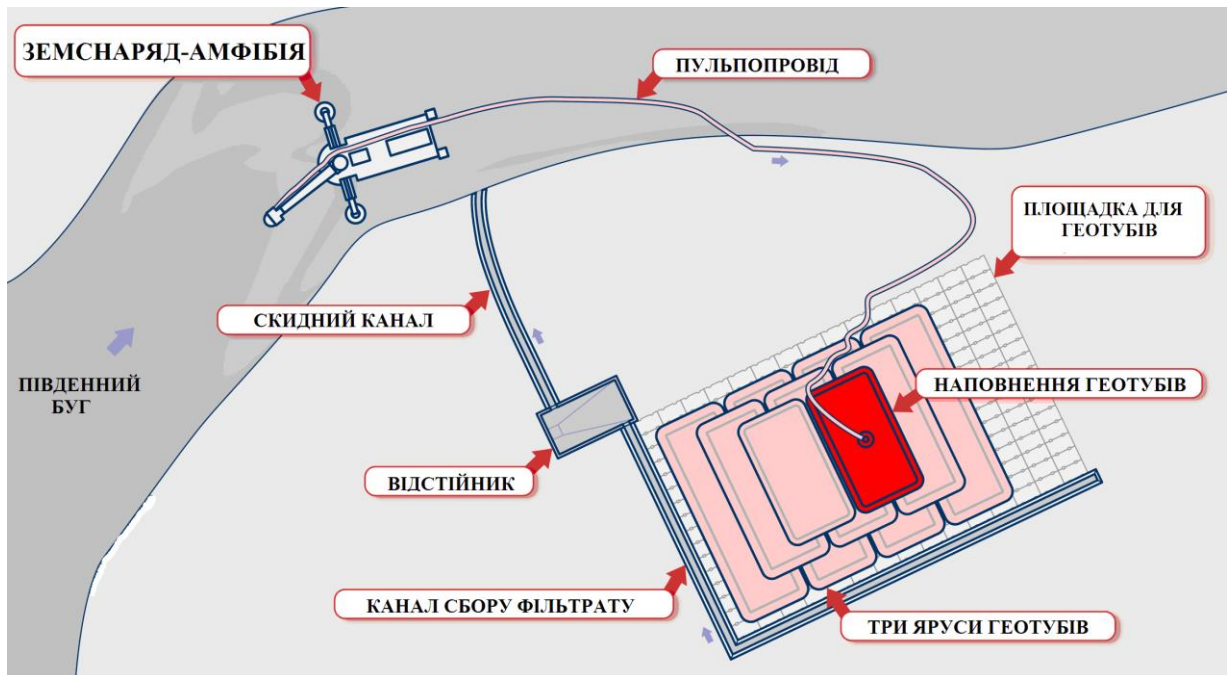 ЗЕМСНАРЯД-АМФІБІЯ
ПУЛЬПОПРОВІД
ПЛОЩАДКА ДЛЯ
ГЕОТУБІВ
СКИДНИЙ КАНАЛ
ПІВДЕННИЙ
БУГ
НАПОВНЕННЯ ГЕОТУБІВ
ВІДСТІЙНИК
КАНАЛ СБОРУ ФІЛЬТРАТУ
ТРИ ЯРУСИ ГЕОТУБІВ